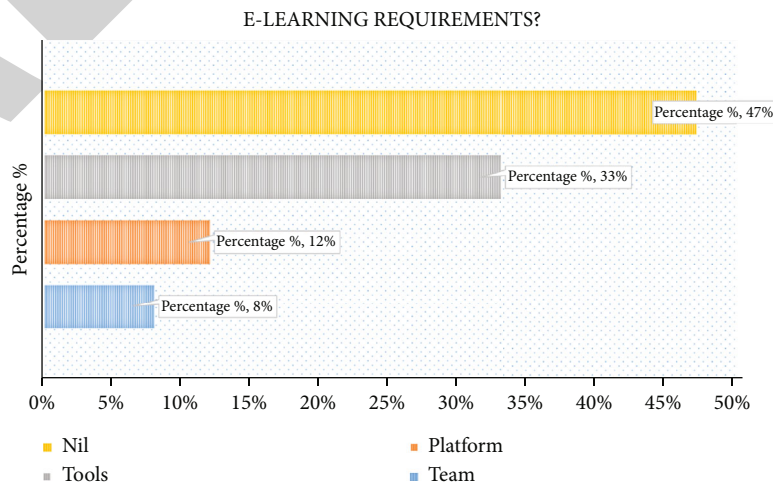 E-LEARNING REQUIREMENTS?
Percentage %
Percentage %, 47%
Percentage %, 33%
Percentage %, 12%
Percentage %, 8%
0% 5% 10% 15% 20% 25% 30% 35% 40% 45% 50%
Nil Platform
Tools Team